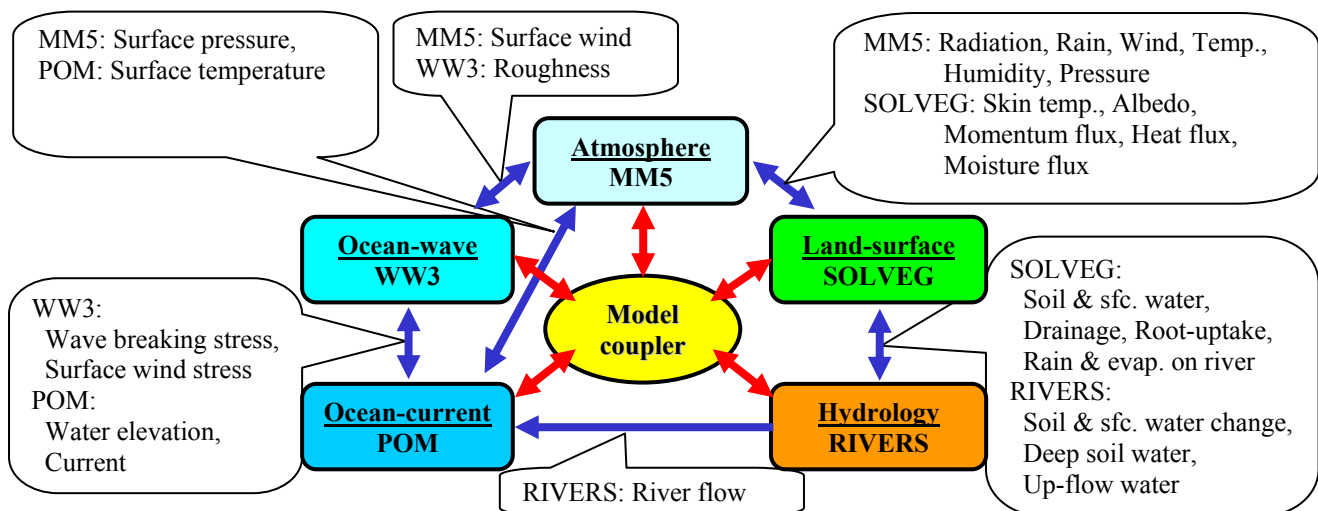 MM5: Surface pressure,
POM: Surface temperature
MM5: Surface wind
WW3: Roughness
MM5: Radiation, Rain, Wind, Temp.,
Humidity, Pressure
SOLVEG: Skin temp., Albedo,
Momentum flux, Heat flux,
Moisture flux
Atmosphere
MM5
Ocean-wave
WW3
Land-surface
SOLVEG
Model
coupler
WW3:
Wave breaking stress,
Surface wind stress
POM:
Water elevation,
Current
SOLVEG:
Soil & sfc. water,
Drainage, Root-uptake,
Rain & evap. on river
RIVERS:
Soil & sfc. water change,
Deep soil water,
Up-flow water
Ocean-current
POM
Hydrology
RIVERS
RIVERS: River flow